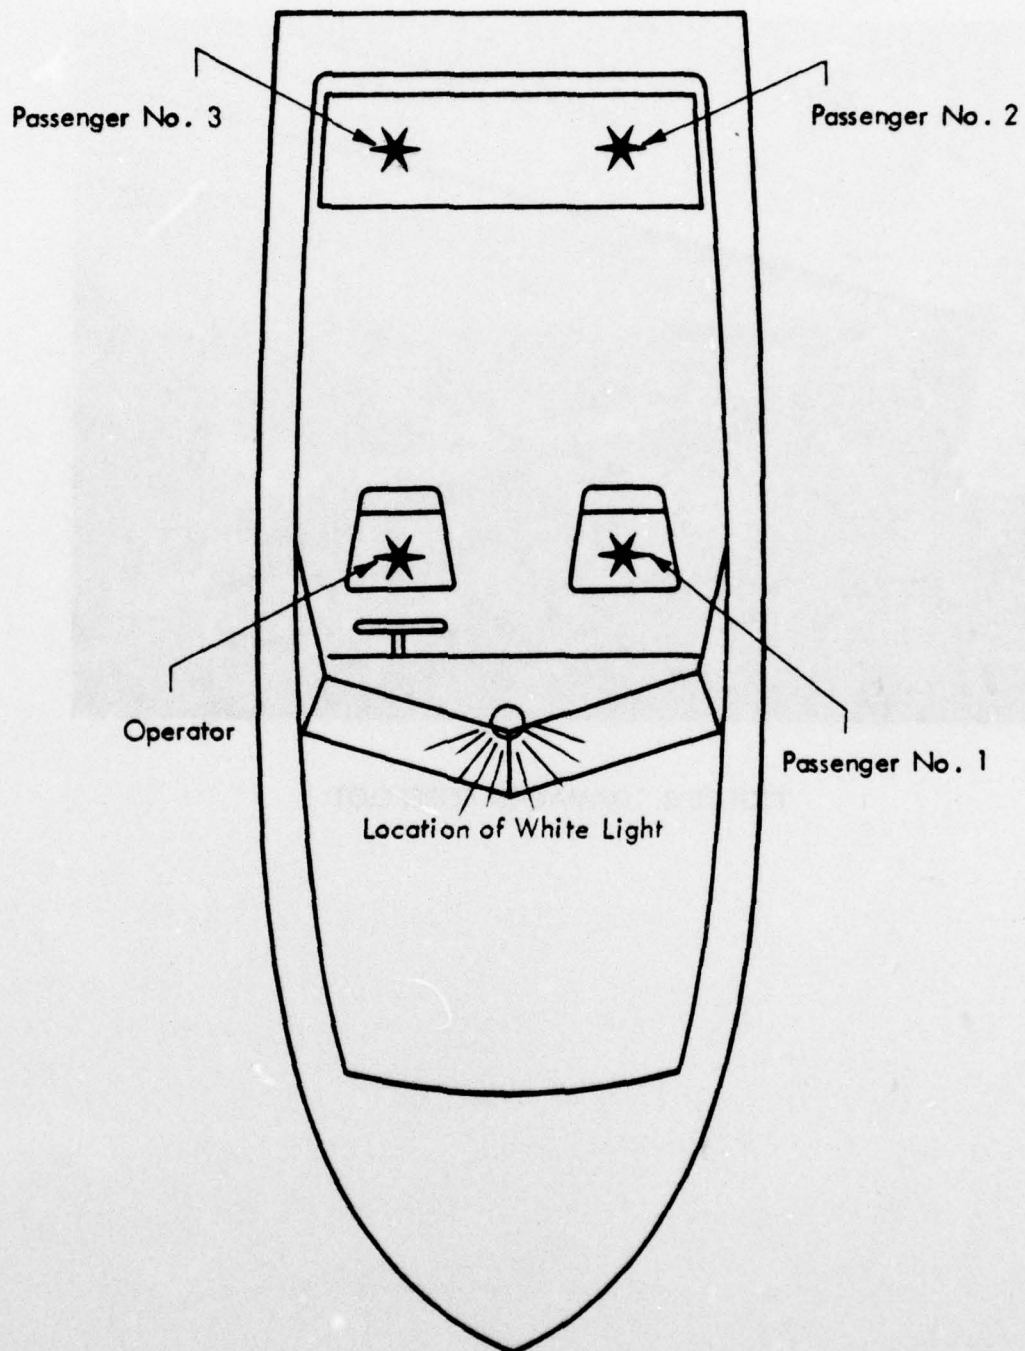 Passenger No. 3
Passenger No. 2
Operator
Passenger No. 1
Location of White Light